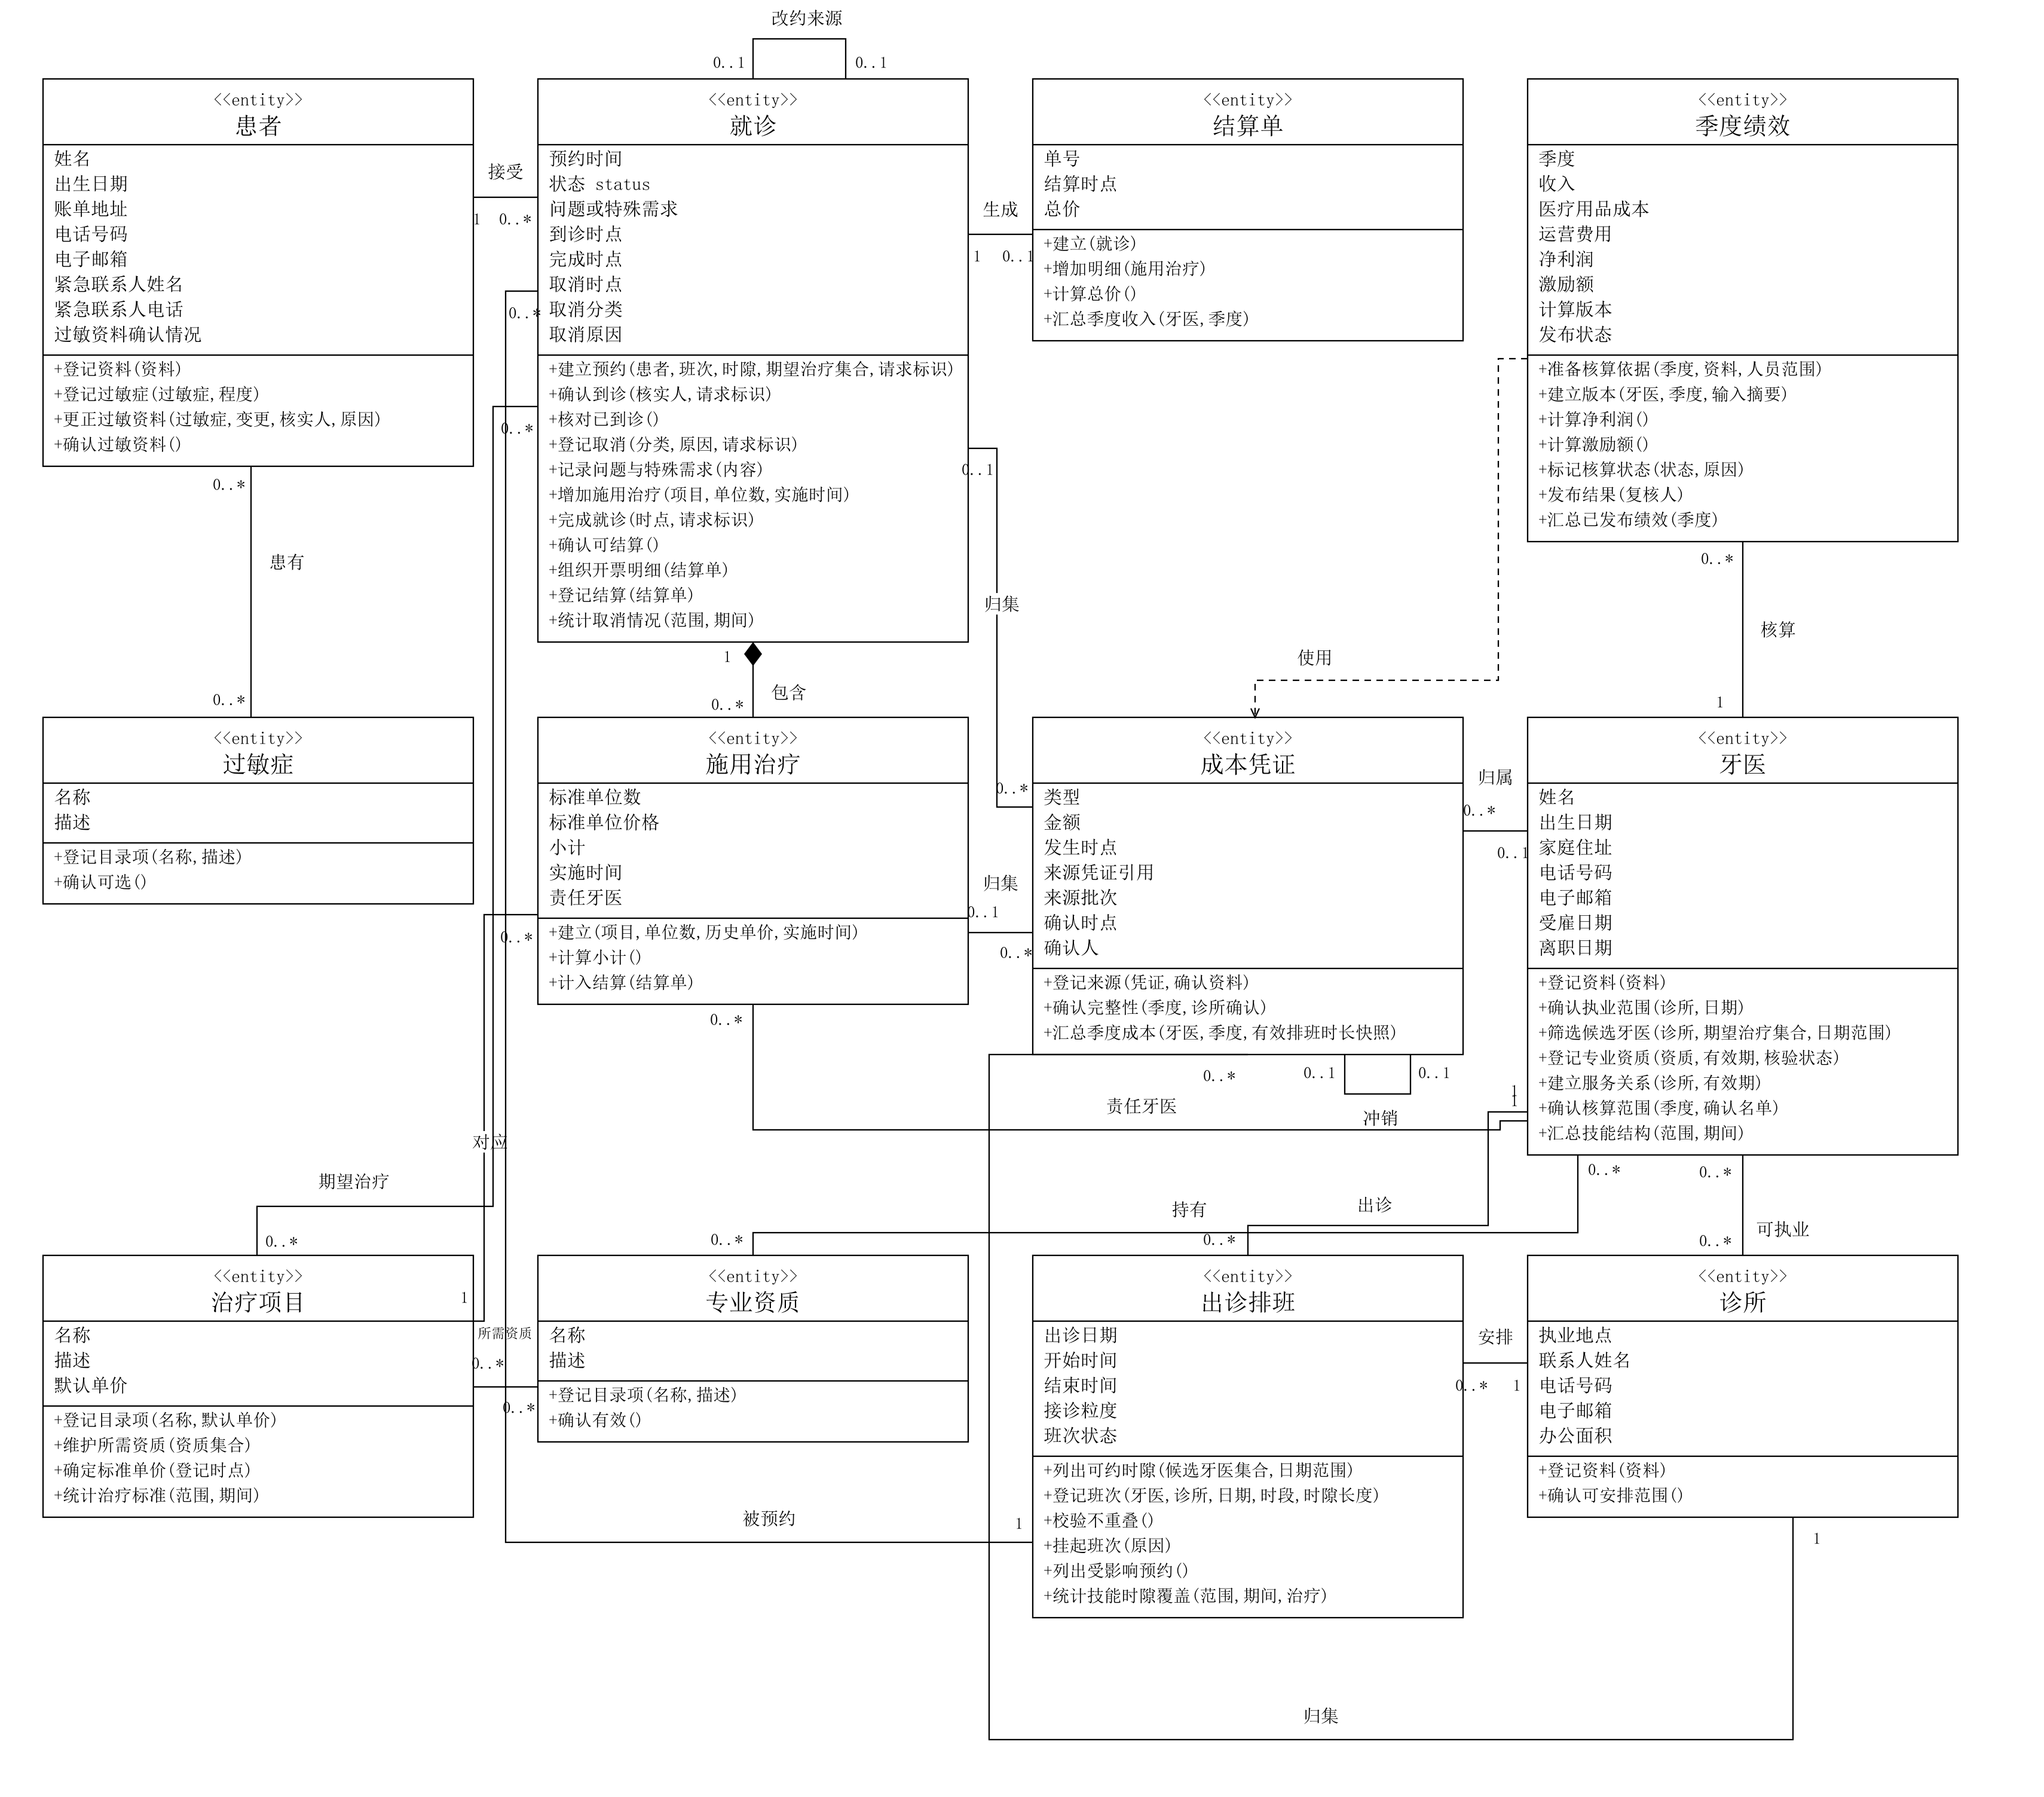 改约来源
0..1
0..1
<<entity>>
患者
姓名
出生日期
账单地址
电话号码
电子邮箱
紧急联系人姓名
紧急联系人电话
过敏资料确认情况
+登记资料(资料)
+登记过敏症(过敏症,程度)
+更正过敏资料(过敏症,变更,核实人,原因)
+确认过敏资料()
接受
1
0..*
<<entity>>
就诊
预约时间
状态 status
问题或特殊需求
到诊时点
完成时点
取消时点
取消分类
取消原因
+建立预约(患者,班次,时隙,期望治疗集合,请求标识)
+确认到诊(核实人,请求标识)
+核对已到诊()
+登记取消(分类,原因,请求标识)
+记录问题与特殊需求(内容)
+增加施用治疗(项目,单位数,实施时间)
+完成就诊(时点,请求标识)
+确认可结算()
+组织开票明细(结算单)
+登记结算(结算单)
+统计取消情况(范围,期间)
0..*
0..*
生成
1
0..1
<<entity>>
结算单
单号
结算时点
总价
+建立(就诊)
+增加明细(施用治疗)
+计算总价()
+汇总季度收入(牙医,季度)
<<entity>>
季度绩效
季度
收入
医疗用品成本
运营费用
净利润
激励额
计算版本
发布状态
+准备核算依据(季度,资料,人员范围)
+建立版本(牙医,季度,输入摘要)
+计算净利润()
+计算激励额()
+标记核算状态(状态,原因)
+发布结果(复核人)
+汇总已发布绩效(季度)
0..*
患有
0..*
0..1
归集
0..*
1
包含
0..*
使用
0..*
核算
1
<<entity>>
过敏症
名称
描述
+登记目录项(名称,描述)
+确认可选()
<<entity>>
施用治疗
标准单位数
标准单位价格
小计
实施时间
责任牙医
+建立(项目,单位数,历史单价,实施时间)
+计算小计()
+计入结算(结算单)
0..*
归集
0..1
0..*
<<entity>>
成本凭证
类型
金额
发生时点
来源凭证引用
来源批次
确认时点
确认人
+登记来源(凭证,确认资料)
+确认完整性(季度,诊所确认)
+汇总季度成本(牙医,季度,有效排班时长快照)
归属
0..*
0..1
<<entity>>
牙医
姓名
出生日期
家庭住址
电话号码
电子邮箱
受雇日期
离职日期
+登记资料(资料)
+确认执业范围(诊所,日期)
+筛选候选牙医(诊所,期望治疗集合,日期范围)
+登记专业资质(资质,有效期,核验状态)
+建立服务关系(诊所,有效期)
+确认核算范围(季度,确认名单)
+汇总技能结构(范围,期间)
0..*
0..*
0..1
0..1
责任牙医
冲销
1
1
对应
期望治疗
0..*
持有
0..*
出诊
0..*
0..*
0..*
可执业
0..*
<<entity>>
治疗项目
1
名称
描述
默认单价
+登记目录项(名称,默认单价)
+维护所需资质(资质集合)
+确定标准单价(登记时点)
+统计治疗标准(范围,期间)
所需资质
0..*
0..*
<<entity>>
专业资质
名称
描述
+登记目录项(名称,描述)
+确认有效()
被预约
1
<<entity>>
出诊排班
出诊日期
开始时间
结束时间
接诊粒度
班次状态
+列出可约时隙(候选牙医集合,日期范围)
+登记班次(牙医,诊所,日期,时段,时隙长度)
+校验不重叠()
+挂起班次(原因)
+列出受影响预约()
+统计技能时隙覆盖(范围,期间,治疗)
安排
0..*
1
<<entity>>
诊所
执业地点
联系人姓名
电话号码
电子邮箱
办公面积
+登记资料(资料)
+确认可安排范围()
1
归集